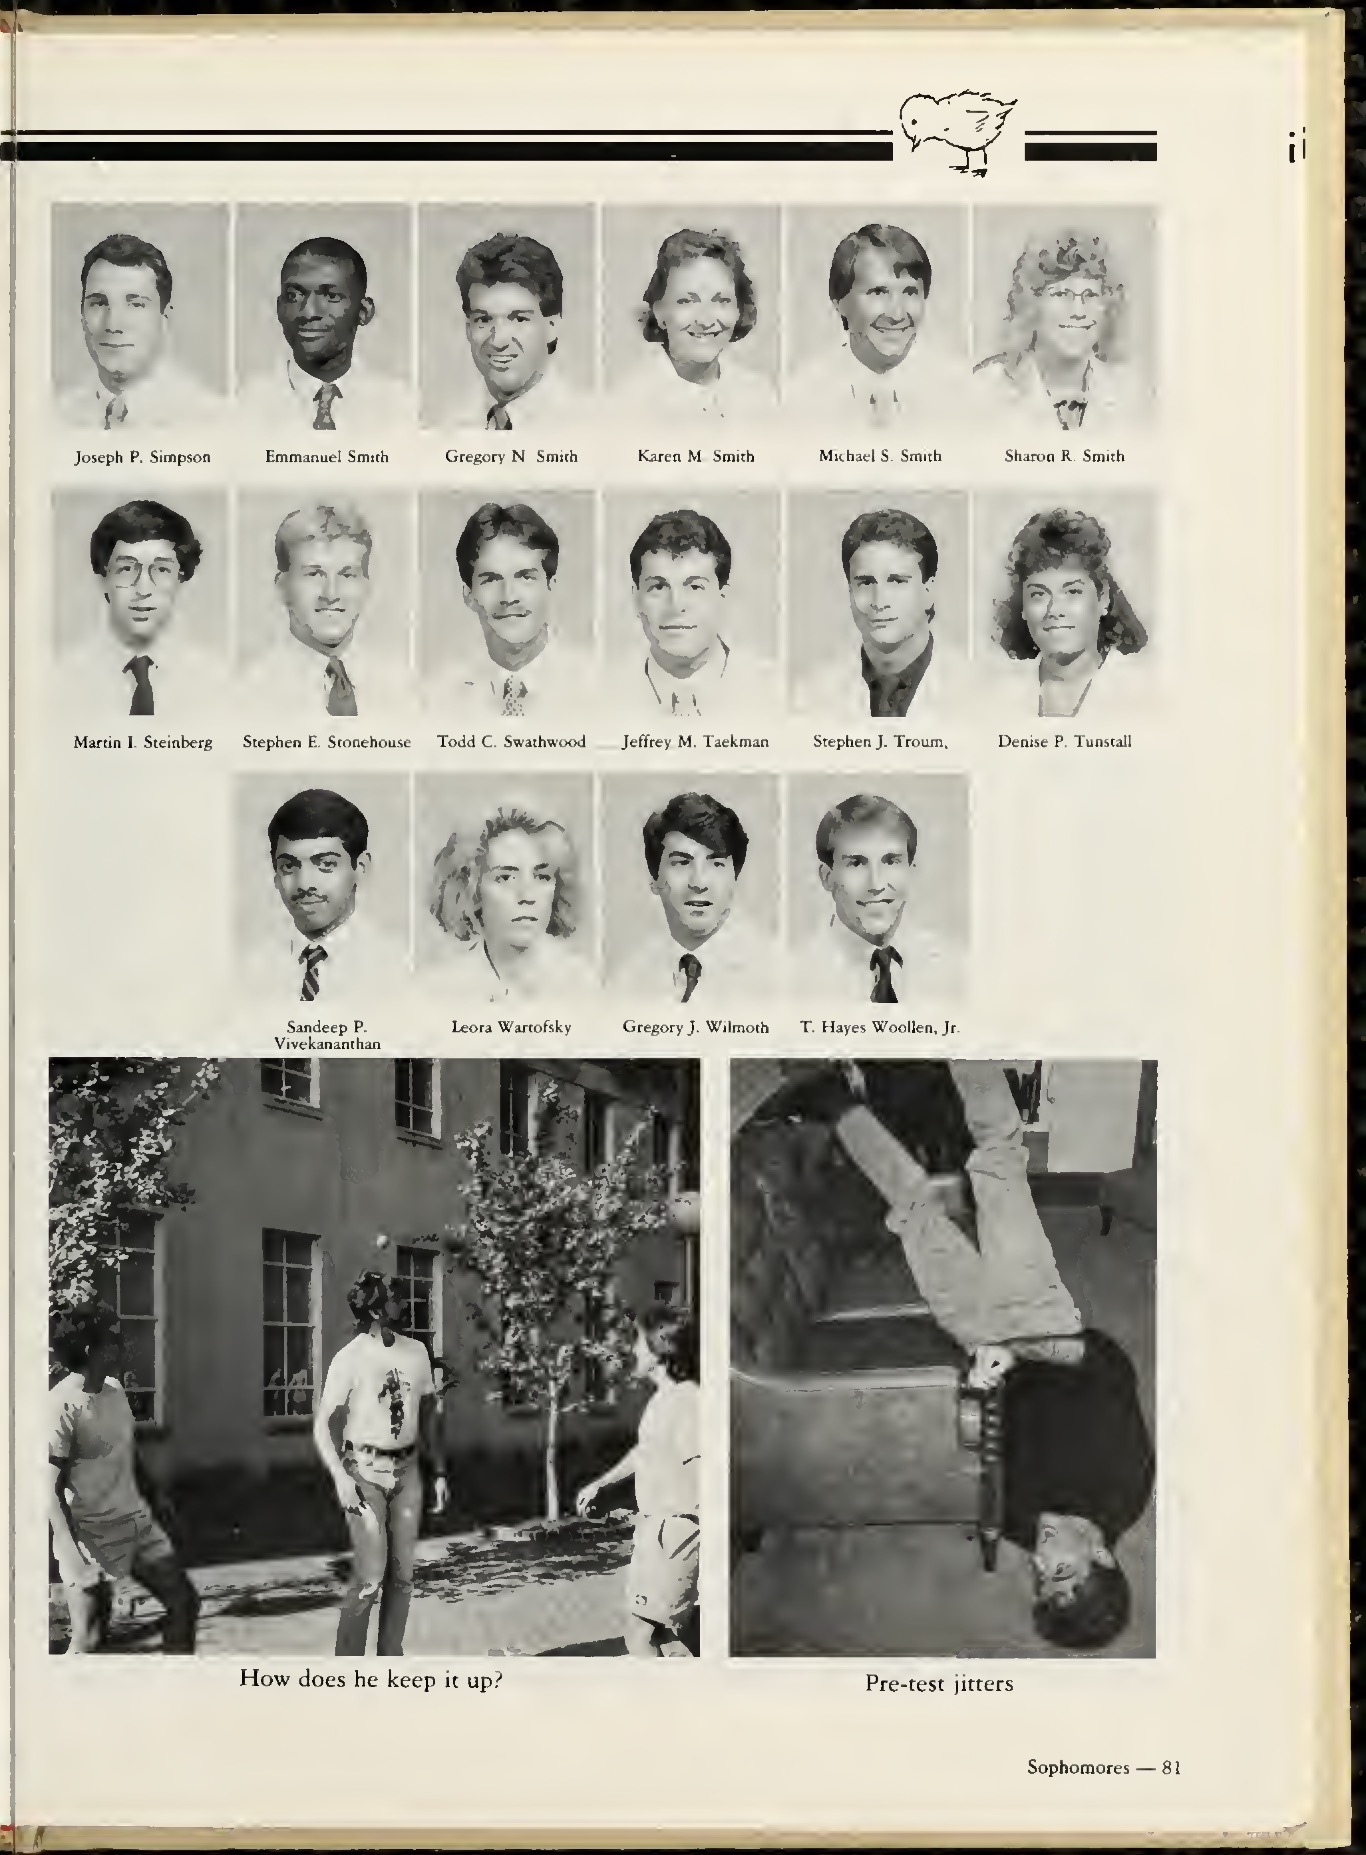 Joseph P. Simpson
Emmanuel Smith
Gregory N Smith
Karen M Smith
Michael S. Smith
Sharon R. Smith
Martin I. Steinberg
Stephen E. Stonehouse
Todd C. Swathwood
Jeffrey M. Taekman
Stephen J. Troum,
Denise P. Tunstall
Sandeep P.
Vivekananthan
Leora Wartofsky
Gregory J. Wilmoth
T. Hayes Woollen, Jr.
How does he keep it up?
Pre-test jitters
Sophomores — 81